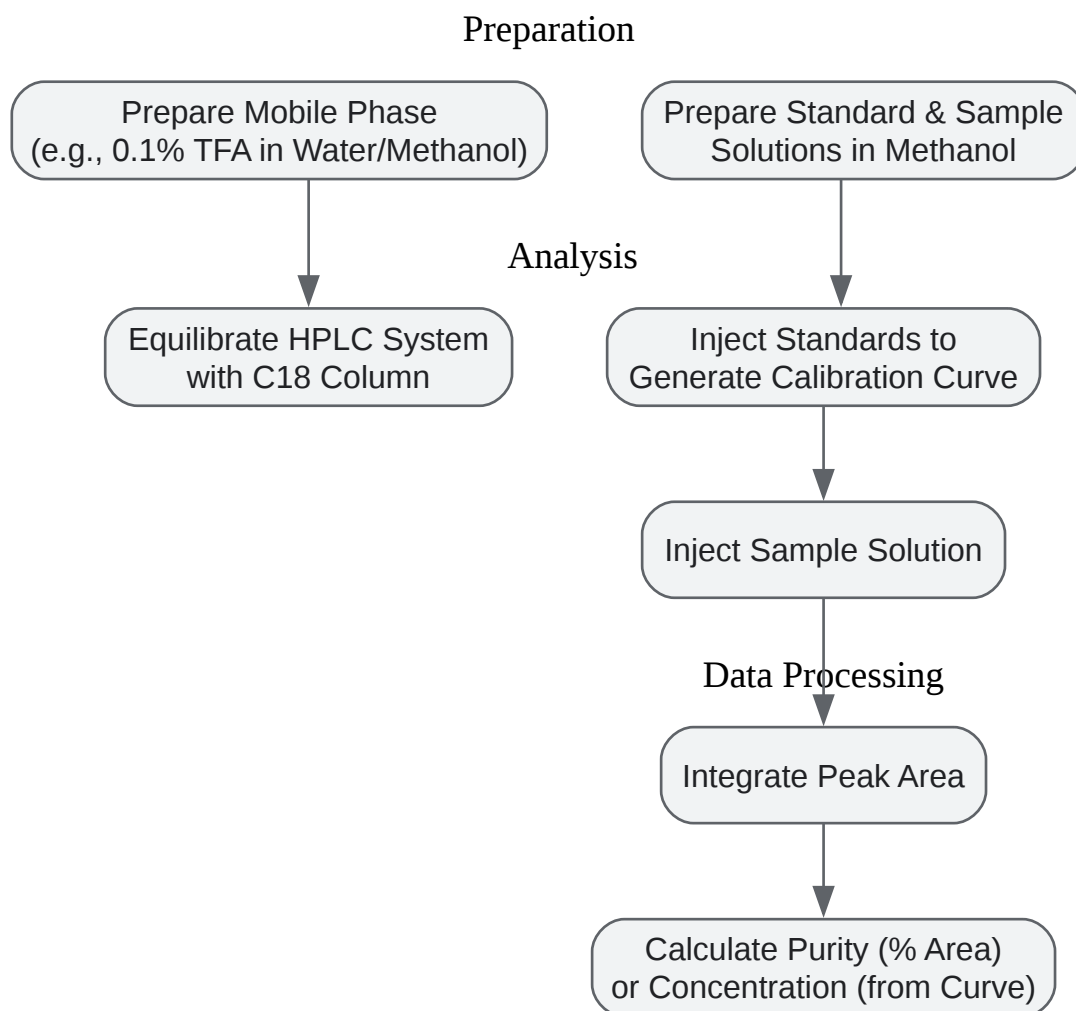 Preparation
Prepare Mobile Phase
(e.g., 0.1% TFA in Water/Methanol)
Prepare Standard & Sample
Solutions in Methanol
Analysis
Equilibrate HPLC System
with C18 Column
Inject Standards to
Generate Calibration Curve
Inject Sample Solution
Data Processing
Integrate Peak Area
Calculate Purity (% Area)
or Concentration (from Curve)